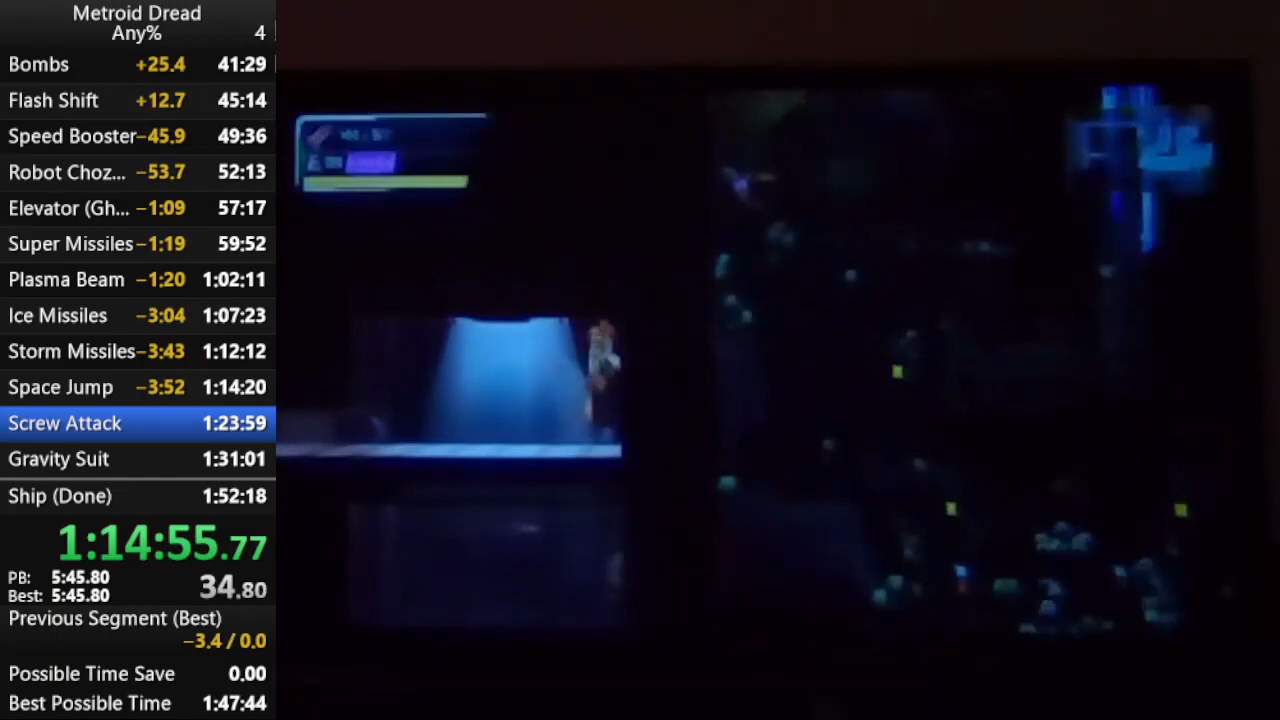 Metroid Dread
Any% 4
Bombs +25.4 41:29
Flash Shift +12.7 45:14
Speed Booster −45.9 49:36
Robot Choz... −53.7 52:13
Elevator (Gh... −1:09 57:17
Super Missiles −1:19 59:52
Plasma Beam −1:20 1:02:11
Ice Missiles −3:04 1:07:23
Storm Missiles −3:43 1:12:12
Space Jump −3:52 1:14:20
Screw Attack 1:23:59
Gravity Suit 1:31:01
Ship (Done) 1:52:18
1:14:55.77
PB: 5:45.80
Best: 5:45.80
34.80
Previous Segment (Best)
−3.4 / 0.0
Possible Time Save 0.00
Best Possible Time 1:47:44